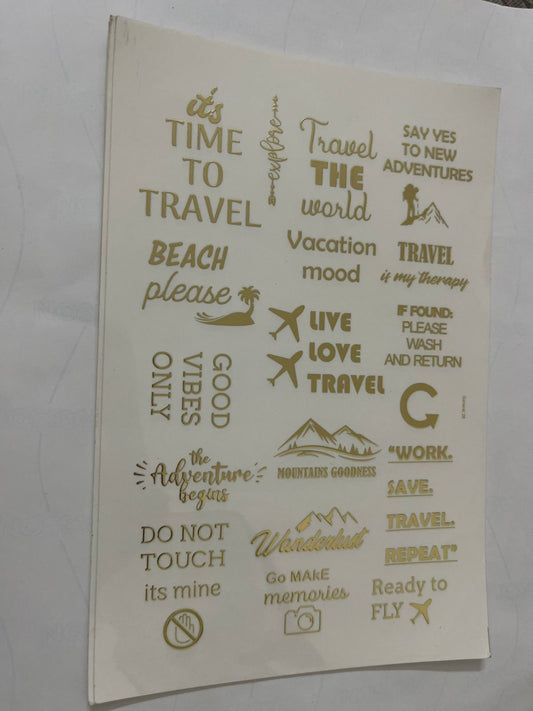 it's
TIME
TO
TRAVEL
explore
Travel
THE
world
SAY YES
TO NEW
ADVENTURES
BEACH
please
Vacation
mood
TRAVEL
is my therapy
LIVE
LOVE
TRAVEL
IF FOUND:
PLEASE
WASH
AND RETURN
GOOD
VIBES
ONLY
the
Adventure
begins
MOUNTAINS GOODNESS
"WORK.
SAVE.
TRAVEL.
REPEAT"
DO NOT
TOUCH
its mine
Wanderlust
Go MAkE
memories
Ready to
FLY